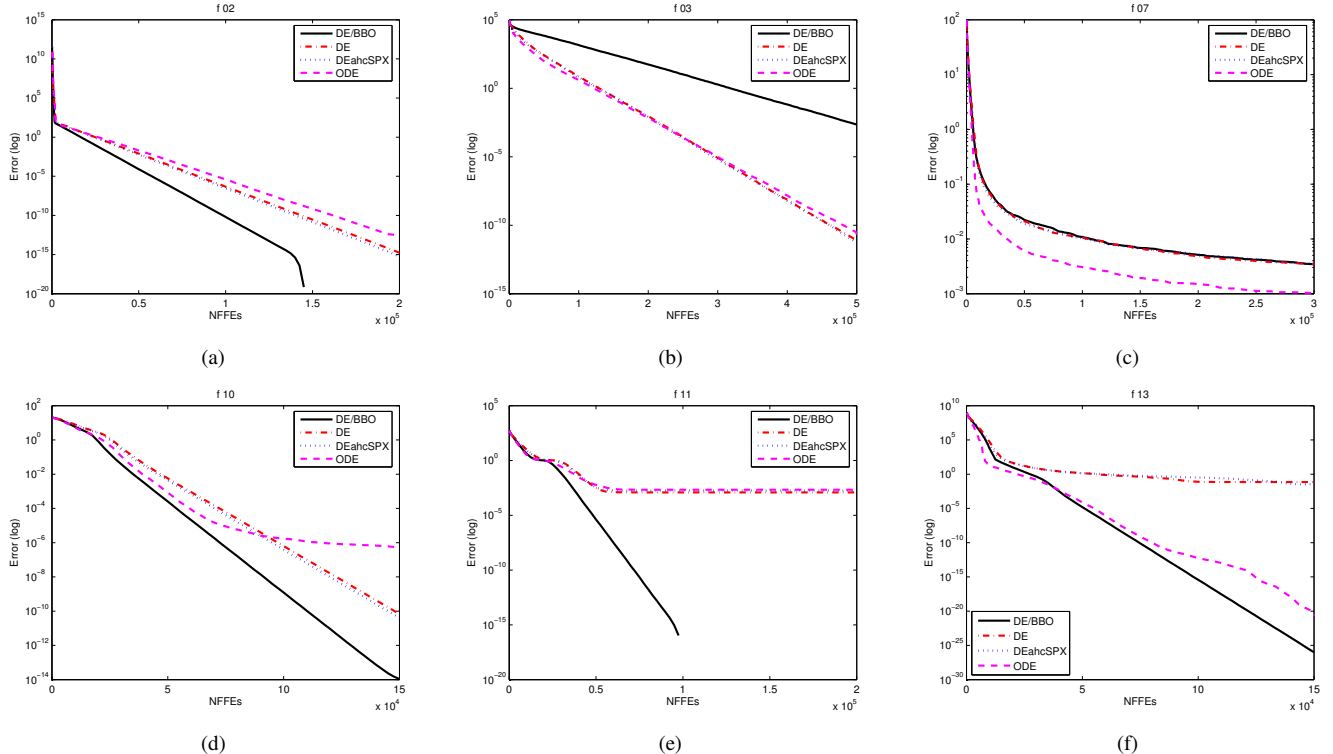 f 02
10^15
10^10
10^5
10^0
10^−5
10^−10
10^−15
10^−20
Error (log)
0
0.5
1
1.5
2
x 10^5
NFFEs
DE/BBO
DE
DEahcSPX
ODE
(a)
f 03
10^5
10^0
10^−5
10^−10
10^−15
Error (log)
0
1
2
3
4
5
x 10^5
NFFEs
DE/BBO
DE
DEahcSPX
ODE
(b)
f 07
10^2
10^1
10^0
10^−1
10^−2
10^−3
Error (log)
0
0.5
1
1.5
2
2.5
3
x 10^5
NFFEs
DE/BBO
DE
DEahcSPX
ODE
(c)
f 10
10^2
10^0
10^−2
10^−4
10^−6
10^−8
10^−10
10^−12
10^−14
Error (log)
0
5
10
15
x 10^4
NFFEs
DE/BBO
DE
DEahcSPX
ODE
(d)
f 11
10^5
10^0
10^−5
10^−10
10^−15
10^−20
Error (log)
0
0.5
1
1.5
2
x 10^5
NFFEs
DE/BBO
DE
DEahcSPX
ODE
(e)
f 13
10^10
10^5
10^0
10^−5
10^−10
10^−15
10^−20
10^−25
10^−30
Error (log)
0
5
10
15
x 10^4
NFFEs
DE/BBO
DE
DEahcSPX
ODE
(f)